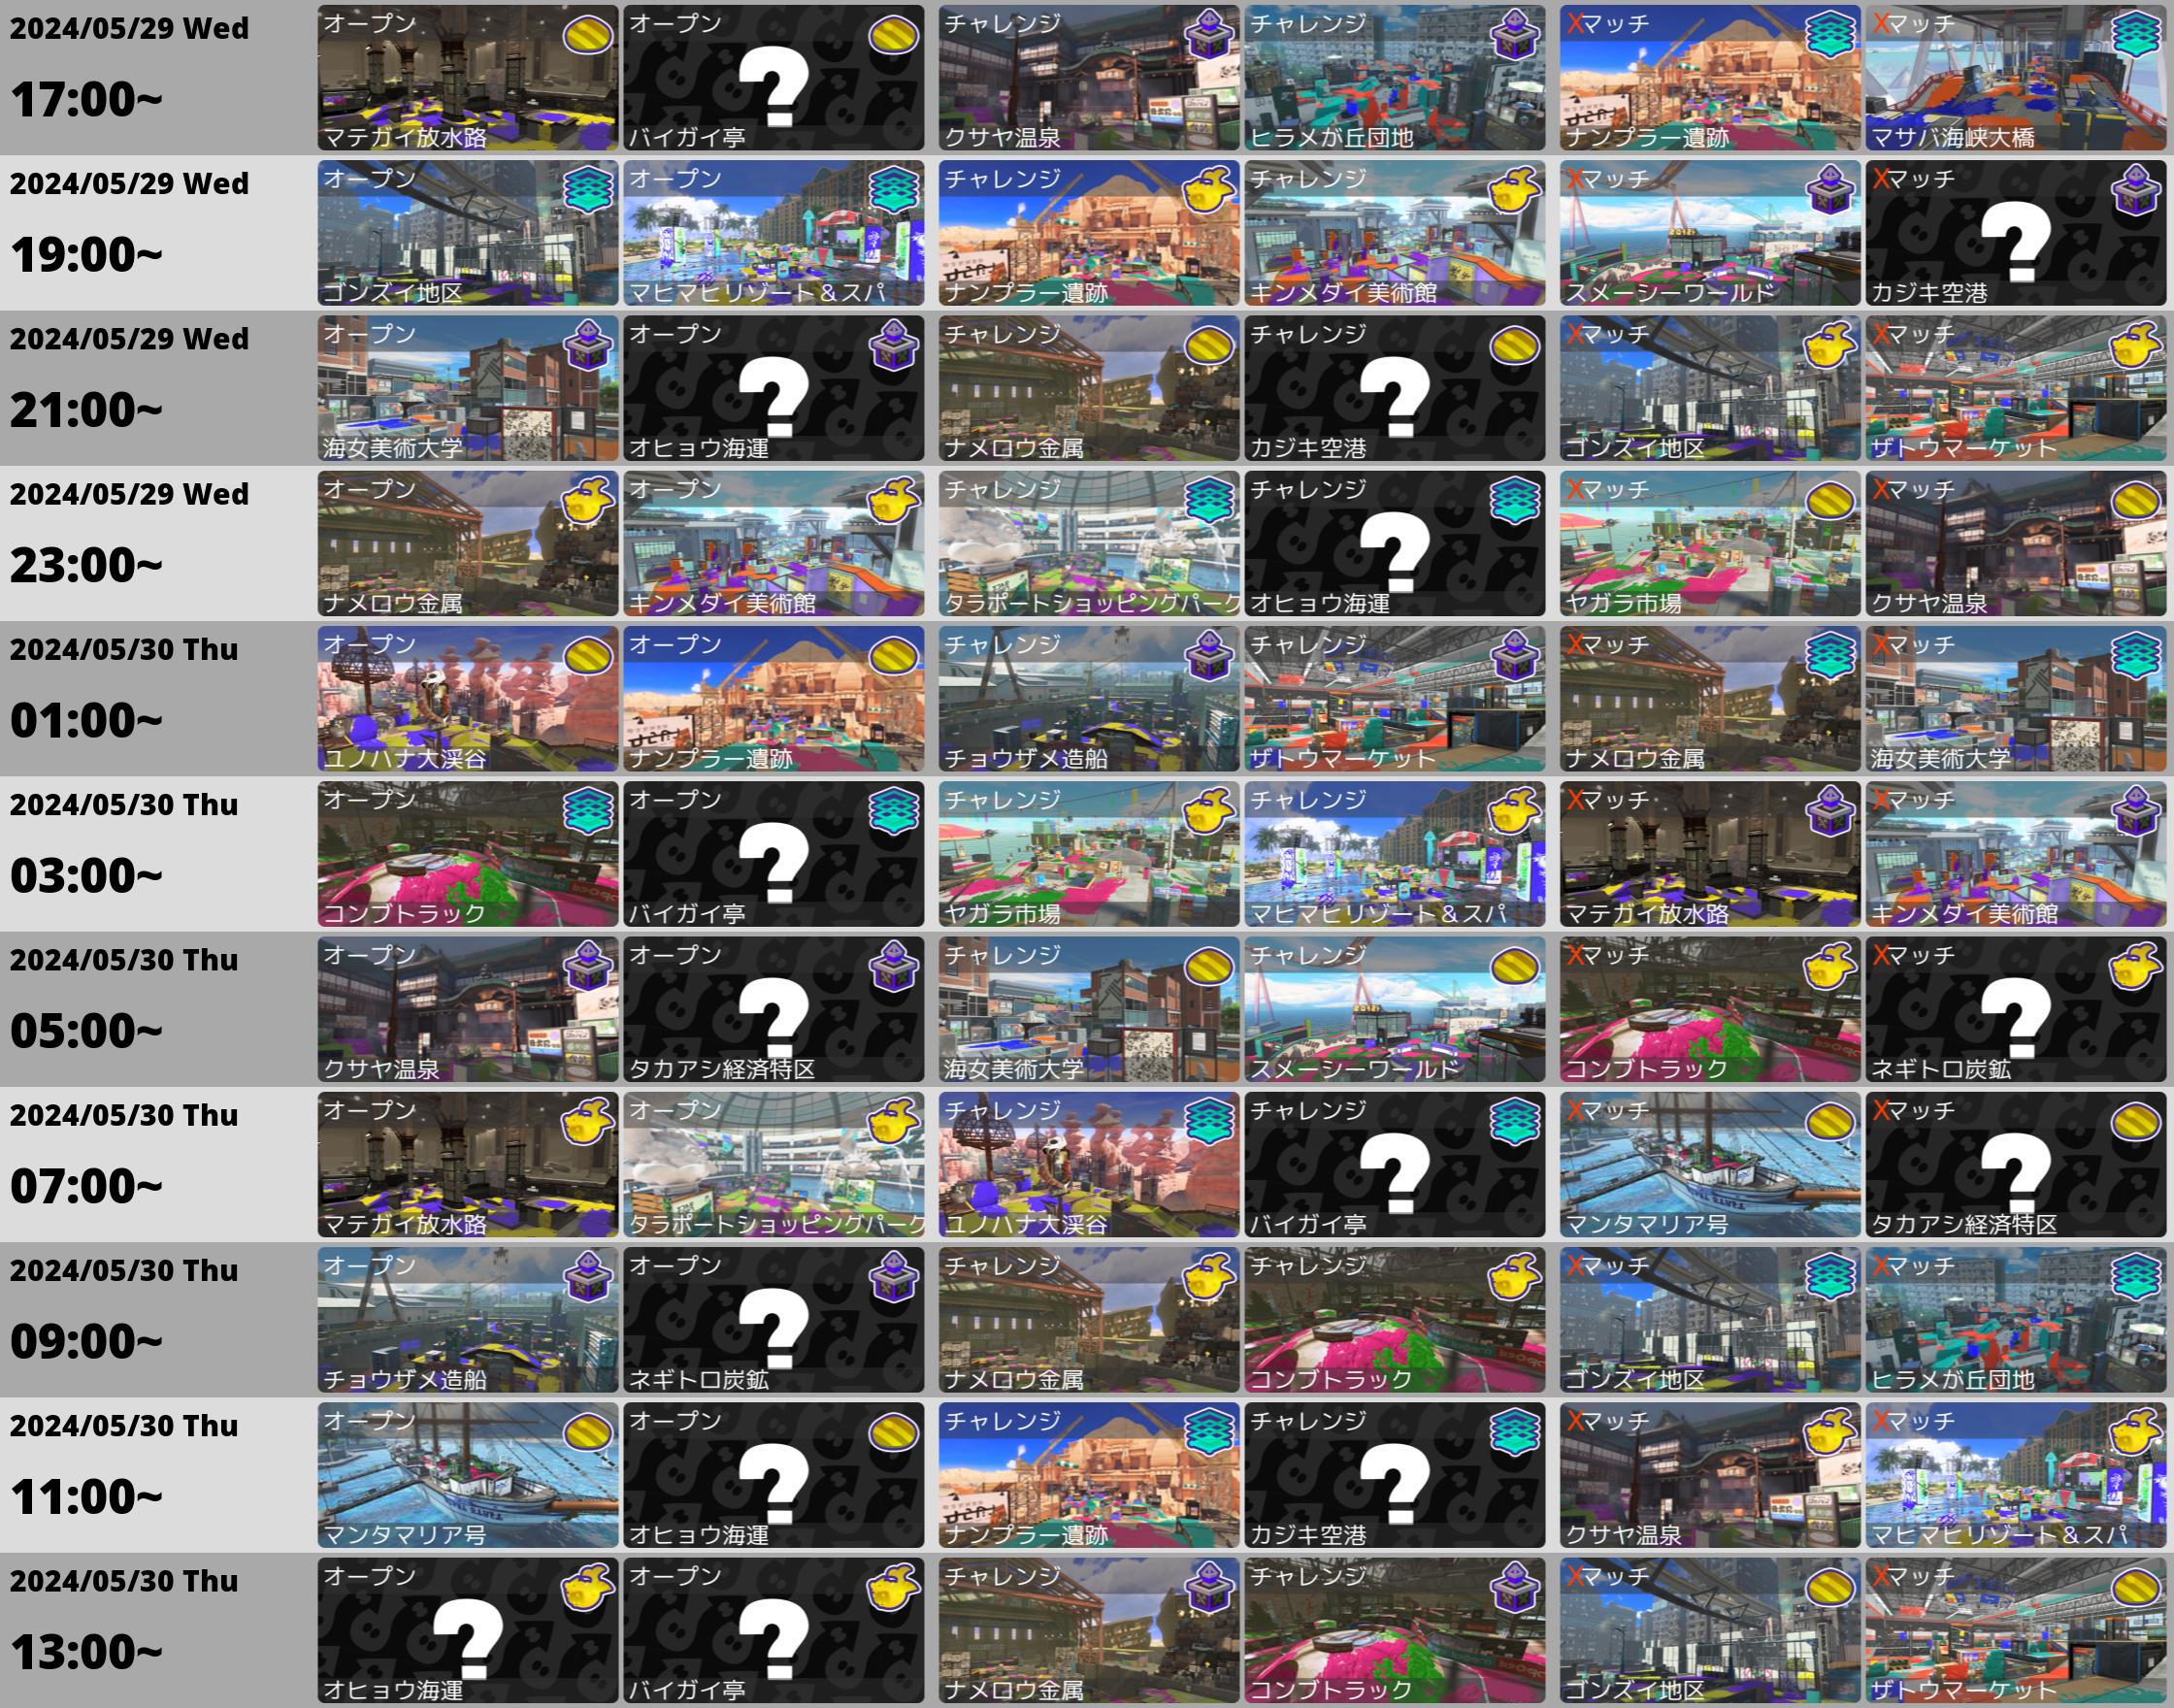 2024/05/29 Wed
17:00~
オープン
マテガイ放水路
オープン
バイガイ亭
チャレンジ
クサヤ温泉
チャレンジ
ヒラメが丘団地
Xマッチ
ナンプラー遺跡
Xマッチ
マサバ海峡大橋
2024/05/29 Wed
19:00~
オープン
ゴンズイ地区
オープン
マヒマヒリゾート&スパ
チャレンジ
ナンプラー遺跡
チャレンジ
キンメダイ美術館
Xマッチ
スメーシーワールド
Xマッチ
カジキ空港
2024/05/29 Wed
21:00~
オープン
海女美術大学
オープン
オヒョウ海運
チャレンジ
ナメロウ金属
チャレンジ
カジキ空港
Xマッチ
ゴンズイ地区
Xマッチ
ザトウマーケット
2024/05/29 Wed
23:00~
オープン
ナメロウ金属
オープン
キンメダイ美術館
チャレンジ
タラポートショッピングパーク
チャレンジ
オヒョウ海運
Xマッチ
ヤガラ市場
Xマッチ
クサヤ温泉
2024/05/30 Thu
01:00~
オープン
ユノハナ大渓谷
オープン
ナンプラー遺跡
チャレンジ
チョウザメ造船
チャレンジ
ザトウマーケット
Xマッチ
ナメロウ金属
Xマッチ
海女美術大学
2024/05/30 Thu
03:00~
オープン
コンブトラック
オープン
バイガイ亭
チャレンジ
ヤガラ市場
チャレンジ
マヒマヒリゾート&スパ
Xマッチ
マテガイ放水路
Xマッチ
キンメダイ美術館
2024/05/30 Thu
05:00~
オープン
クサヤ温泉
オープン
タカアシ経済特区
チャレンジ
海女美術大学
チャレンジ
スメーシーワールド
Xマッチ
コンブトラック
Xマッチ
ネギトロ炭鉱
2024/05/30 Thu
07:00~
オープン
マテガイ放水路
オープン
タラポートショッピングパーク
チャレンジ
ユノハナ大渓谷
チャレンジ
バイガイ亭
Xマッチ
マンタマリア号
Xマッチ
タカアシ経済特区
2024/05/30 Thu
09:00~
オープン
チョウザメ造船
オープン
ネギトロ炭鉱
チャレンジ
ナメロウ金属
チャレンジ
コンブトラック
Xマッチ
ゴンズイ地区
Xマッチ
ヒラメが丘団地
2024/05/30 Thu
11:00~
オープン
マンタマリア号
オープン
オヒョウ海運
チャレンジ
ナンプラー遺跡
チャレンジ
カジキ空港
Xマッチ
クサヤ温泉
Xマッチ
マヒマヒリゾート&スパ
2024/05/30 Thu
13:00~
オープン
オヒョウ海運
オープン
バイガイ亭
チャレンジ
ナメロウ金属
チャレンジ
コンブトラック
Xマッチ
ゴンズイ地区
Xマッチ
ザトウマーケット